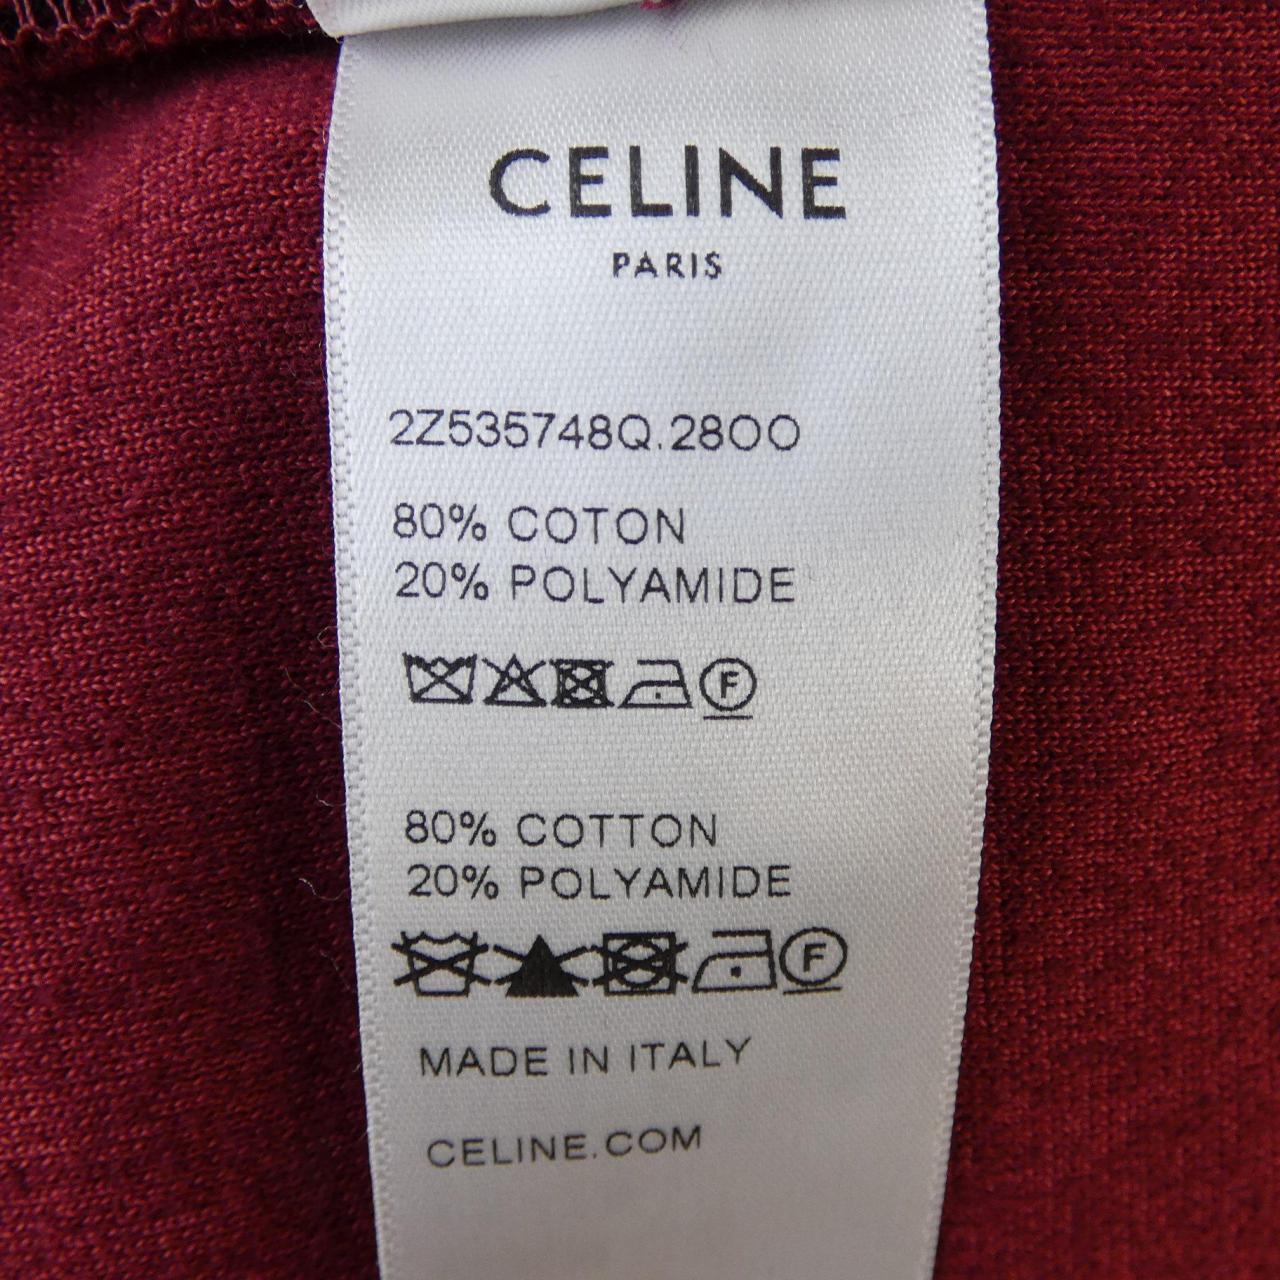 CELINE
PARIS
2Z535748Q.28OO
80% COTON
20% POLYAMIDE
F
80% COTTON
20% POLYAMIDE
F
MADE IN ITALY
CELINE.COM